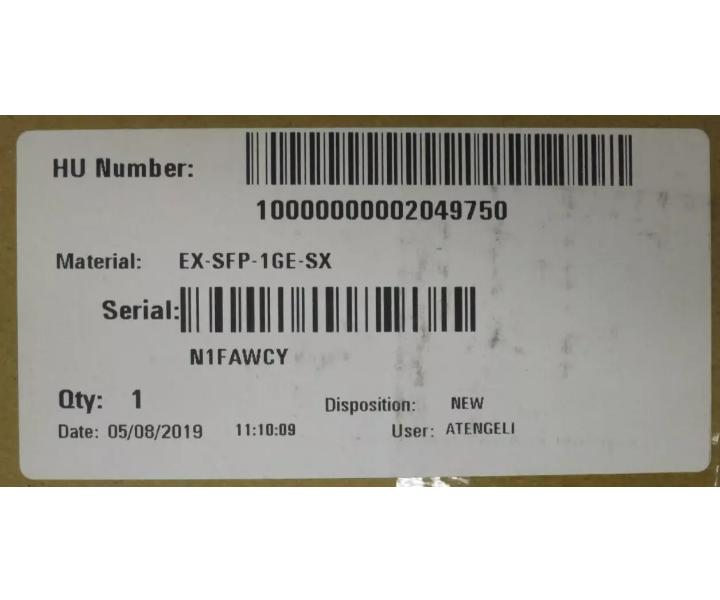 HU Number:
10000000002049750
Material: EX-SFP-1GE-SX
Serial:
N1FAWCY
Qty: 1 Disposition: NEW
Date: 05/08/2019 11:10:09 User: ATENGELI